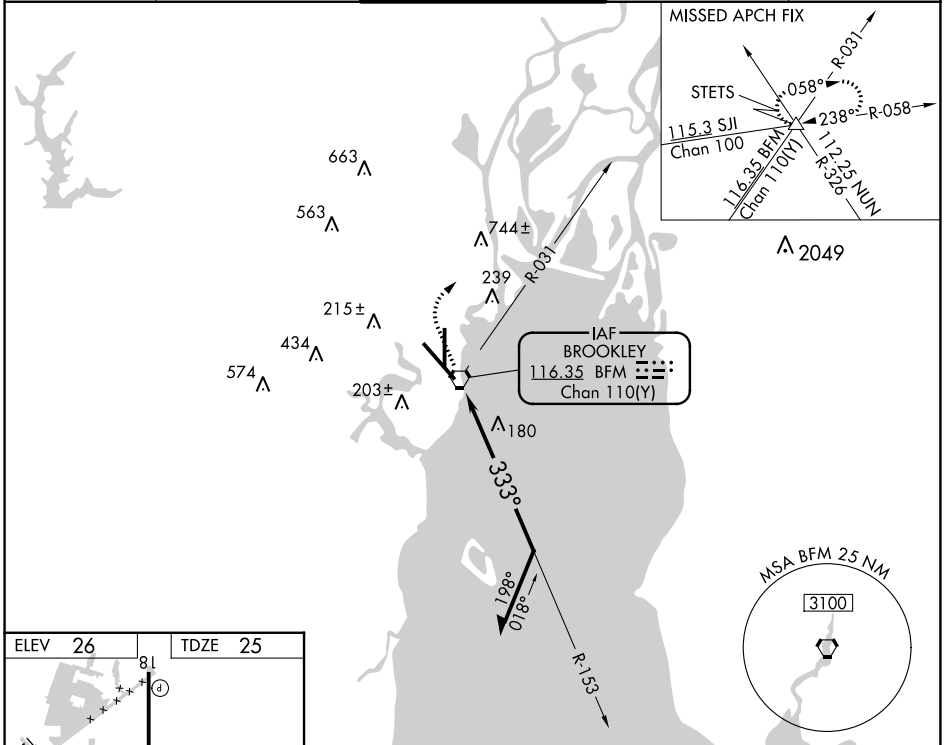 MISSED APCH FIX
R-031
058°
STETS
238°
R-058
115.3 SJI
Chan 100
116.35 BFM
Chan 110(Y)
112.25 NUN
R-326
663
563
744±
R-031
2049
239
215±
434
574
203±
IAF
BROOKLEY
116.35 BFM
Chan 110(Y)
180
333°
198°
018°
R-153
MSA BFM 25 NM
3100
ELEV 26
TDZE 25
18
P